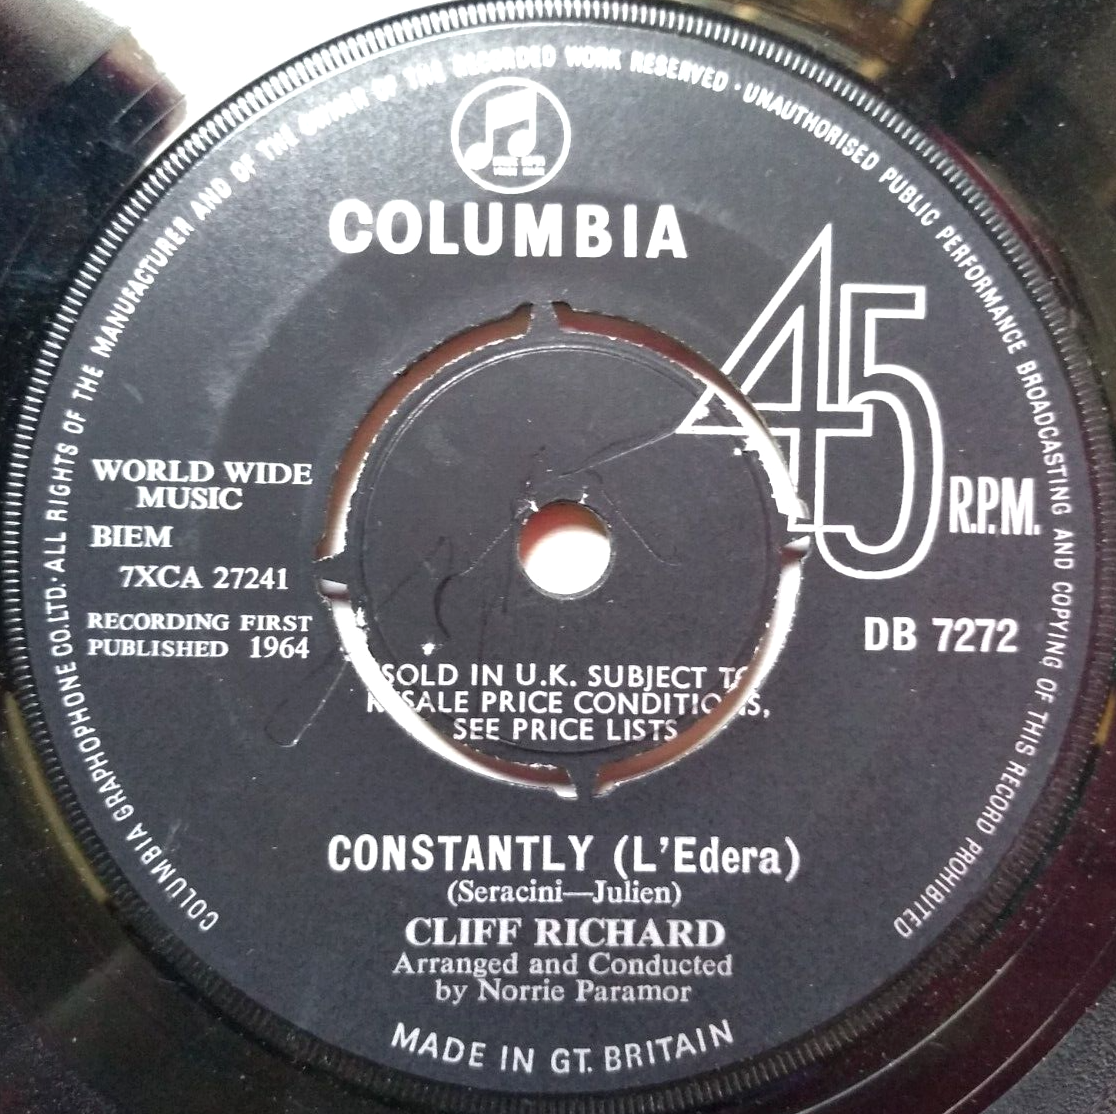 COLUMBIA GRAPHOPHONE CO.LTD. ALL RIGHTS OF THE MANUFACTURER AND OF THE OWNER OF THE RECORDED WORK RESERVED · UNAUTHORISED PUBLIC PERFORMANCE BROADCASTING AND COPYING OF THIS RECORD PROHIBITED
COLUMBIA
45
R.P.M.
WORLD WIDE
MUSIC
BIEM
7XCA 27241
RECORDING FIRST
PUBLISHED 1964
DB 7272
SOLD IN U.K. SUBJECT TO
RESALE PRICE CONDITIONS,
SEE PRICE LISTS
CONSTANTLY (L'Edera)
(Seracini—Julien)
CLIFF RICHARD
Arranged and Conducted
by Norrie Paramor
MADE IN GT. BRITAIN